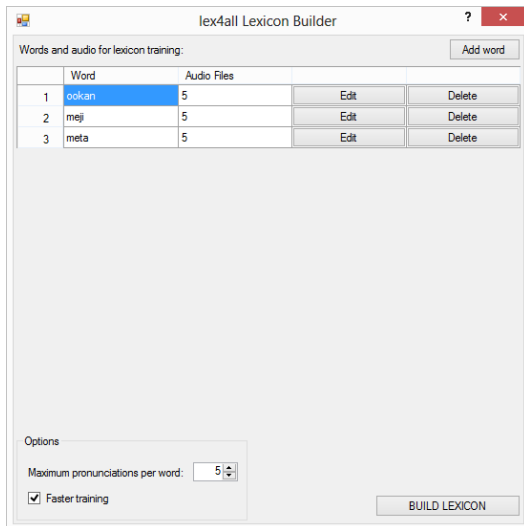 lex4all Lexicon Builder ? ×
Words and audio for lexicon training: Add word
Word Audio Files
1 ookan 5 Edit Delete
2 meji 5 Edit Delete
3 meta 5 Edit Delete
Options
Maximum pronunciations per word: 5
Faster training
BUILD LEXICON